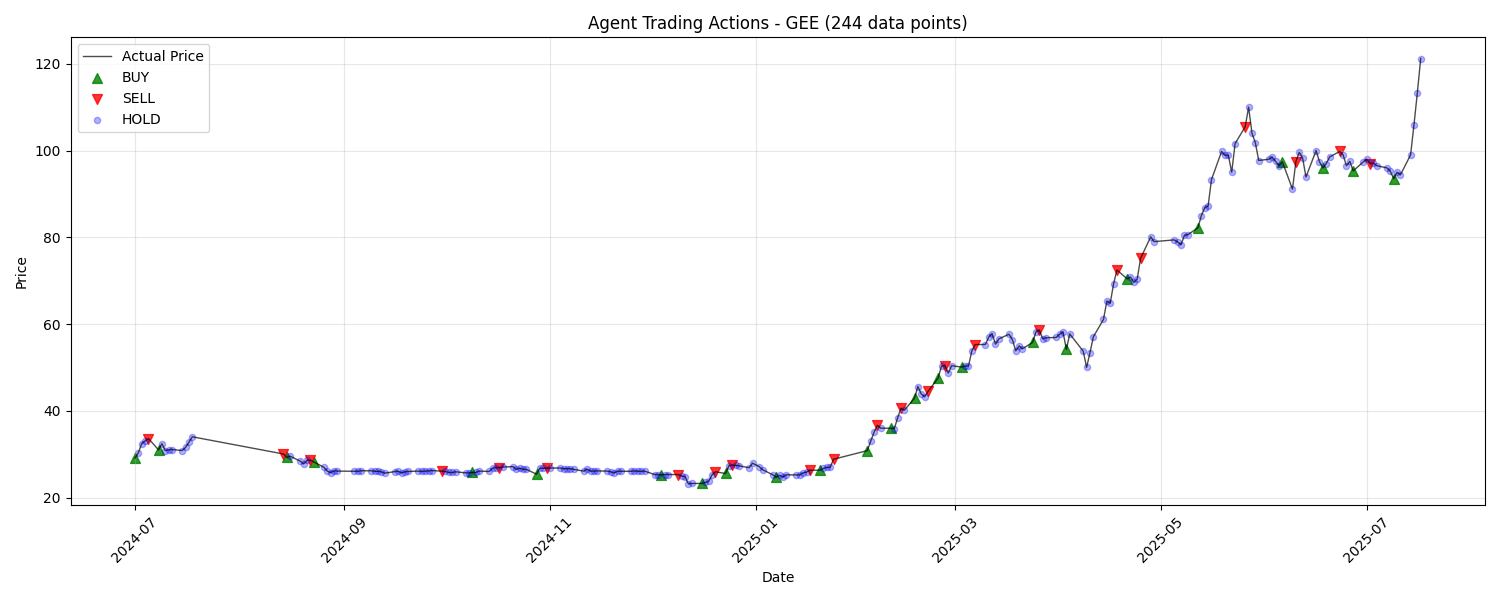 Agent Trading Actions - GEE (244 data points)
Actual Price
BUY
SELL
HOLD
120
100
80
60
40
20
Price
2024-07
2024-09
2024-11
2025-01
2025-03
2025-05
2025-07
Date